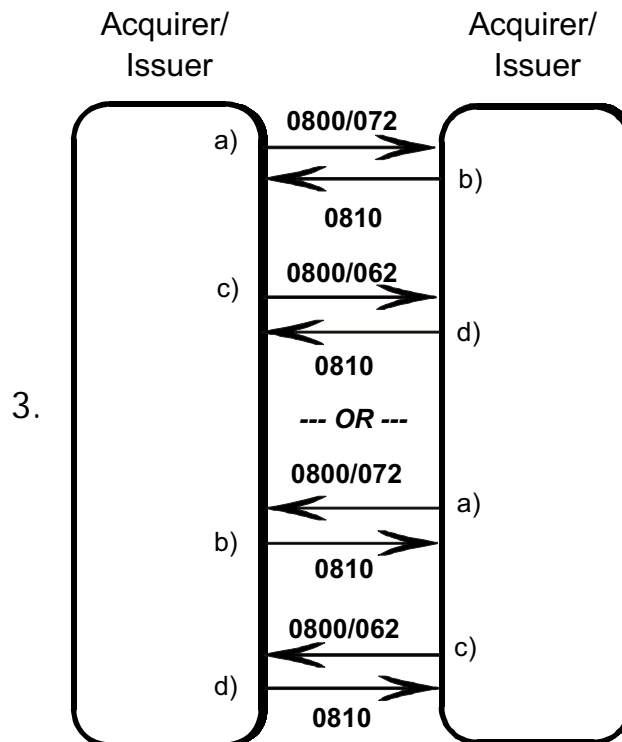 Acquirer/ Acquirer/
Issuer Issuer
0800/072
a)
b)
0810
0800/062
c)
d)
0810
3.
--- OR ---
0800/072
a)
b)
0810
0800/062
c)
d)
0810